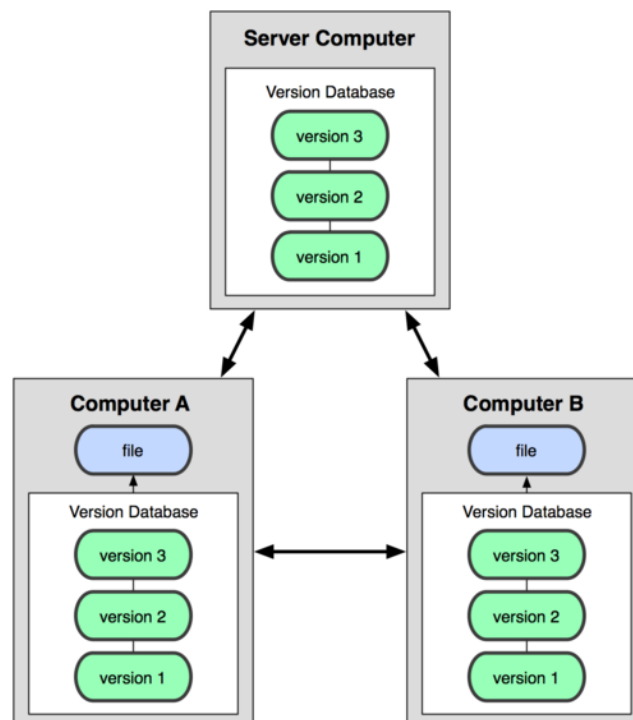 Server Computer
Version Database
version 3
version 2
version 1
Computer A
file
Version Database
version 3
version 2
version 1
Computer B
file
Version Database
version 3
version 2
version 1